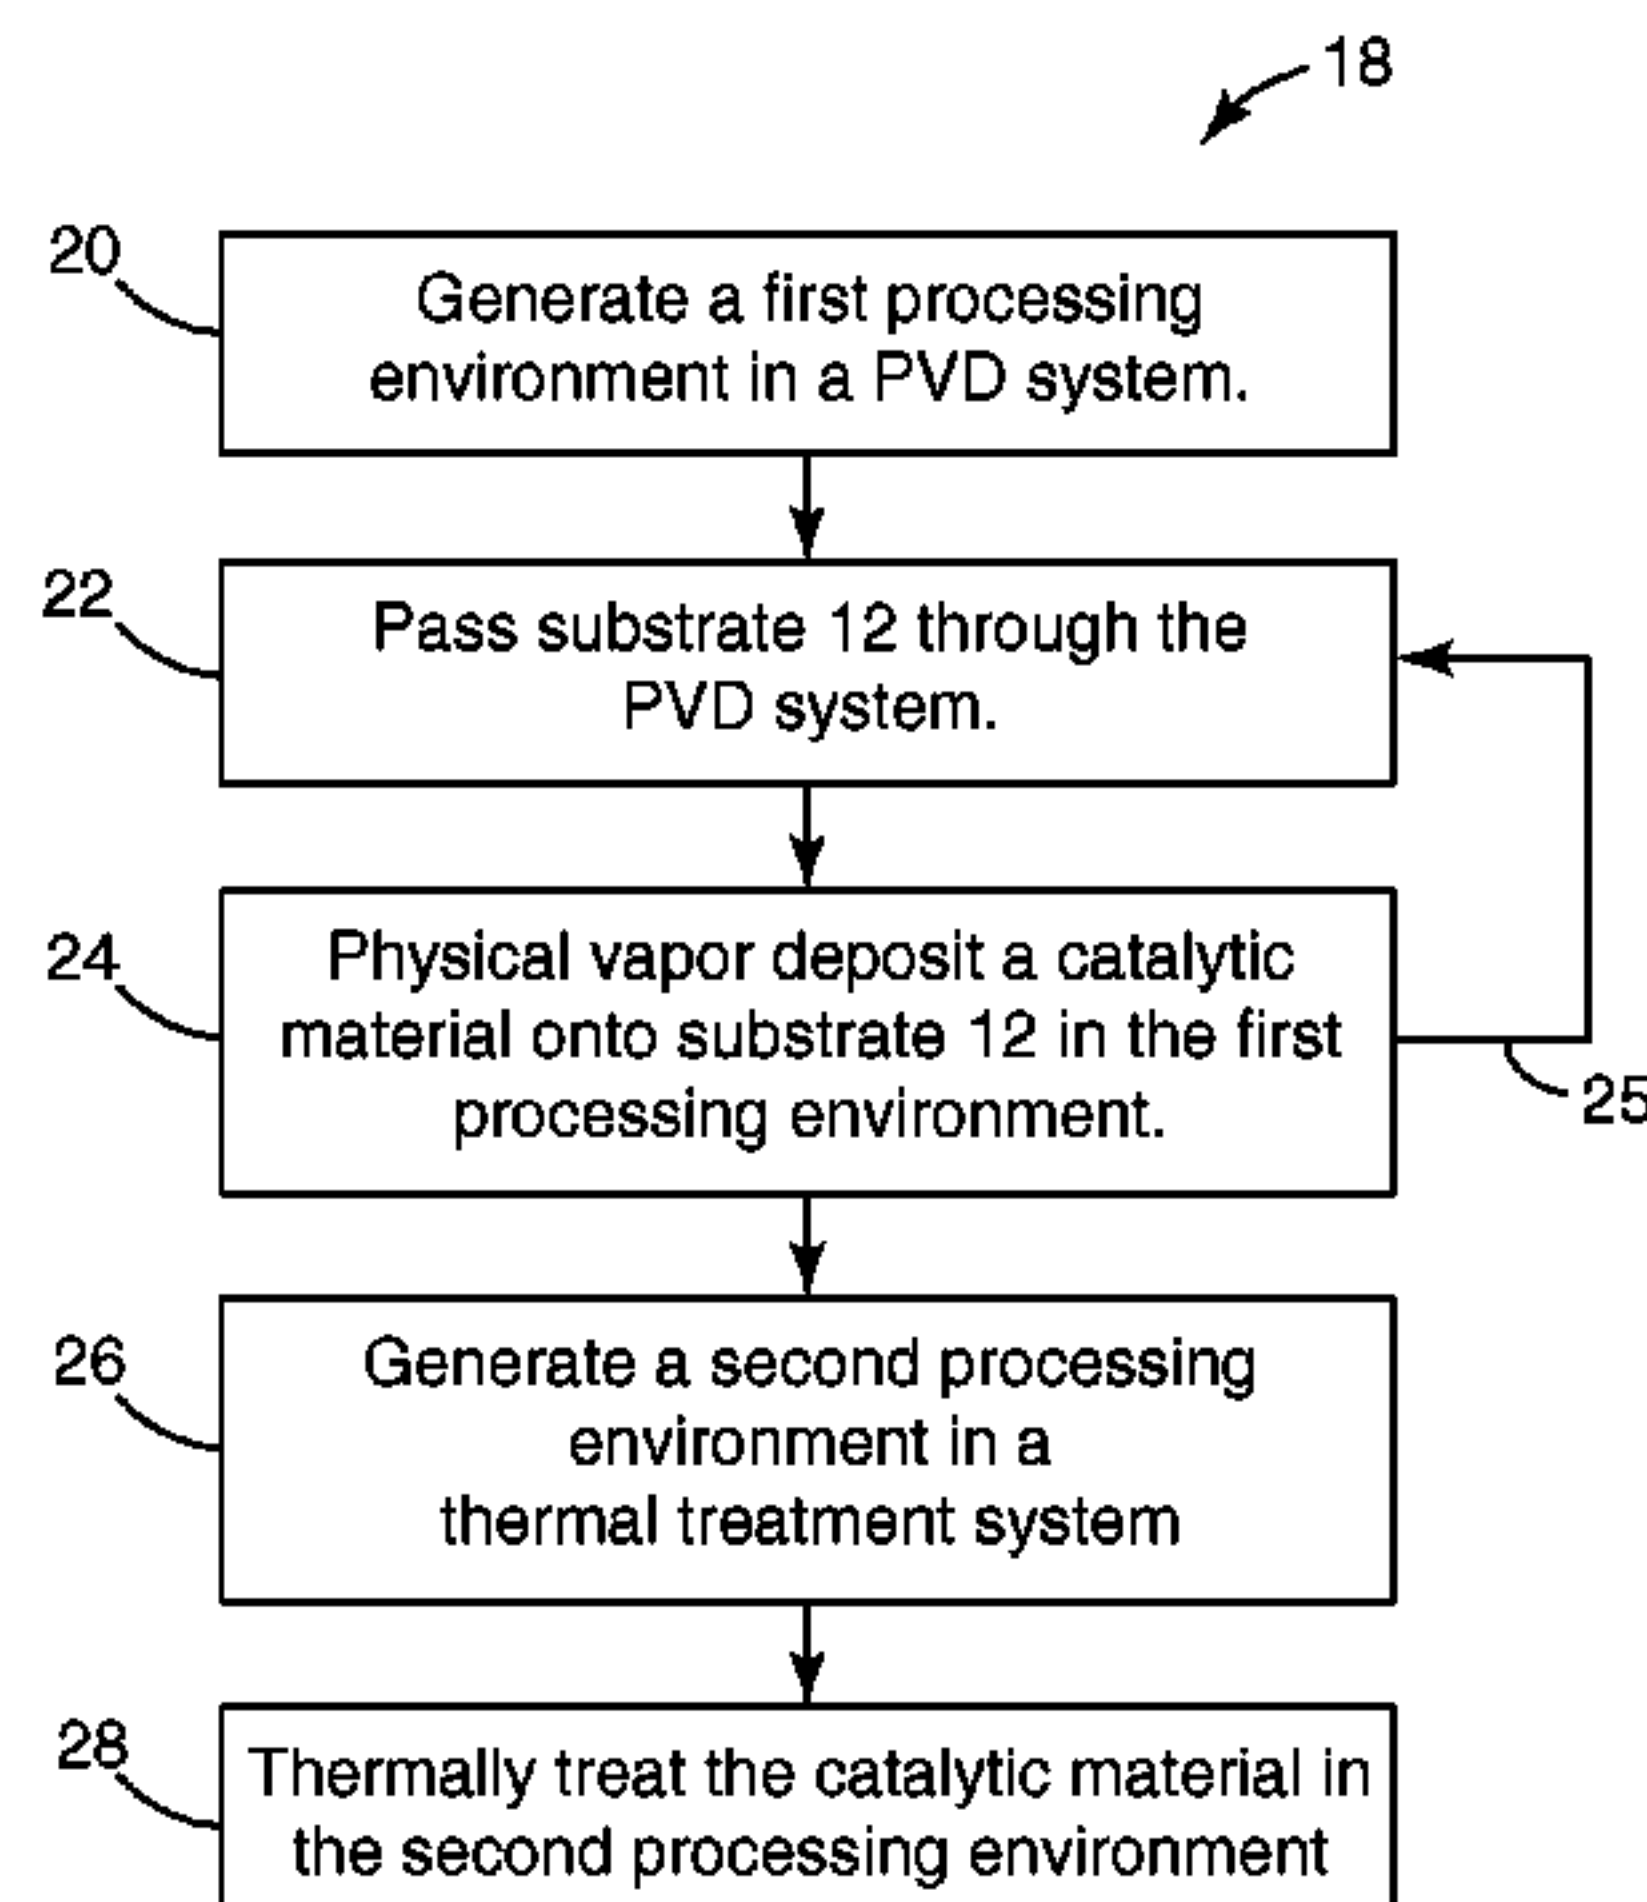 18
20
Generate a first processing
environment in a PVD system.
22
Pass substrate 12 through the
PVD system.
24
Physical vapor deposit a catalytic
material onto substrate 12 in the first
processing environment.
25
26
Generate a second processing
environment in a
thermal treatment system
28
Thermally treat the catalytic material in
the second processing environment